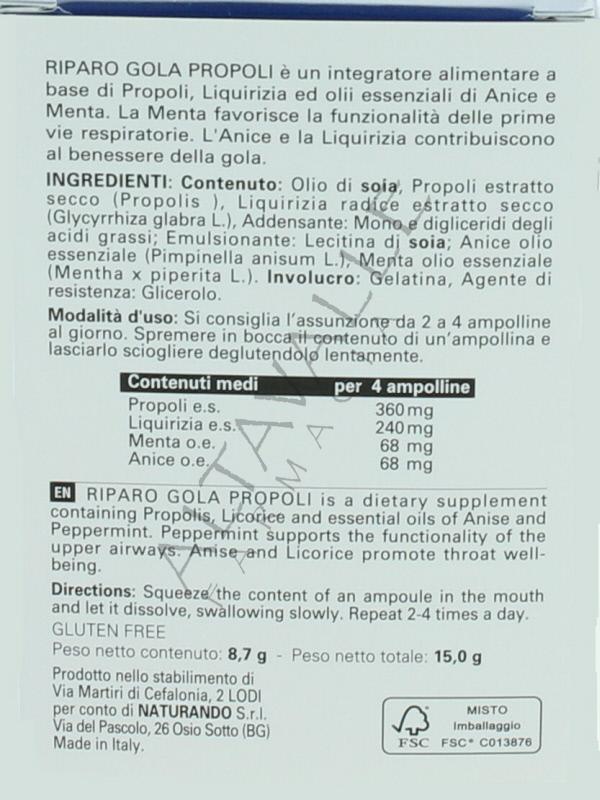 RIPARO GOLA PROPOLI è un integratore alimentare a
base di Propoli, Liquirizia ed olii essenziali di Anice e
Menta. La Menta favorisce la funzionalità delle prime
vie respiratorie. L'Anice e la Liquirizia contribuiscono
al benessere della gola.
INGREDIENTI: Contenuto: Olio di soia, Propoli estratto
secco (Propolis ), Liquirizia radice estratto secco
(Glycyrrhiza glabra L.), Addensante: Mono e digliceridi degli
acidi grassi; Emulsionante: Lecitina di soia; Anice olio
essenziale (Pimpinella anisum L.), Menta olio essenziale
(Mentha x piperita L.). Involucro: Gelatina, Agente di
resistenza: Glicerolo.
Modalità d'uso: Si consiglia l'assunzione da 2 a 4 ampolline
al giorno. Spremere in bocca il contenuto di un'ampollina e
lasciarlo sciogliere deglutendolo lentamente.
Contenuti medi per 4 ampolline
Propoli e.s. 360 mg
Liquirizia e.s. 240 mg
Menta o.e. 68 mg
Anice o.e. 68 mg
EN RIPARO GOLA PROPOLI is a dietary supplement
containing Propolis, Licorice and essential oils of Anise and
Peppermint. Peppermint supports the functionality of the
upper airways. Anise and Licorice promote throat well-
being.
Directions: Squeeze the content of an ampoule in the mouth
and let it dissolve, swallowing slowly. Repeat 2-4 times a day.
GLUTEN FREE
Peso netto contenuto: 8,7 g - Peso netto totale: 15,0 g
Prodotto nello stabilimento di
Via Martiri di Cefalonia, 2 LODI
per conto di NATURANDO S.r.l.
Via del Pascolo, 26 Osio Sotto (BG)
Made in Italy.
FSC
MISTO
Imballaggio
FSC® C013876
ALTAVALLE
FARMACIA